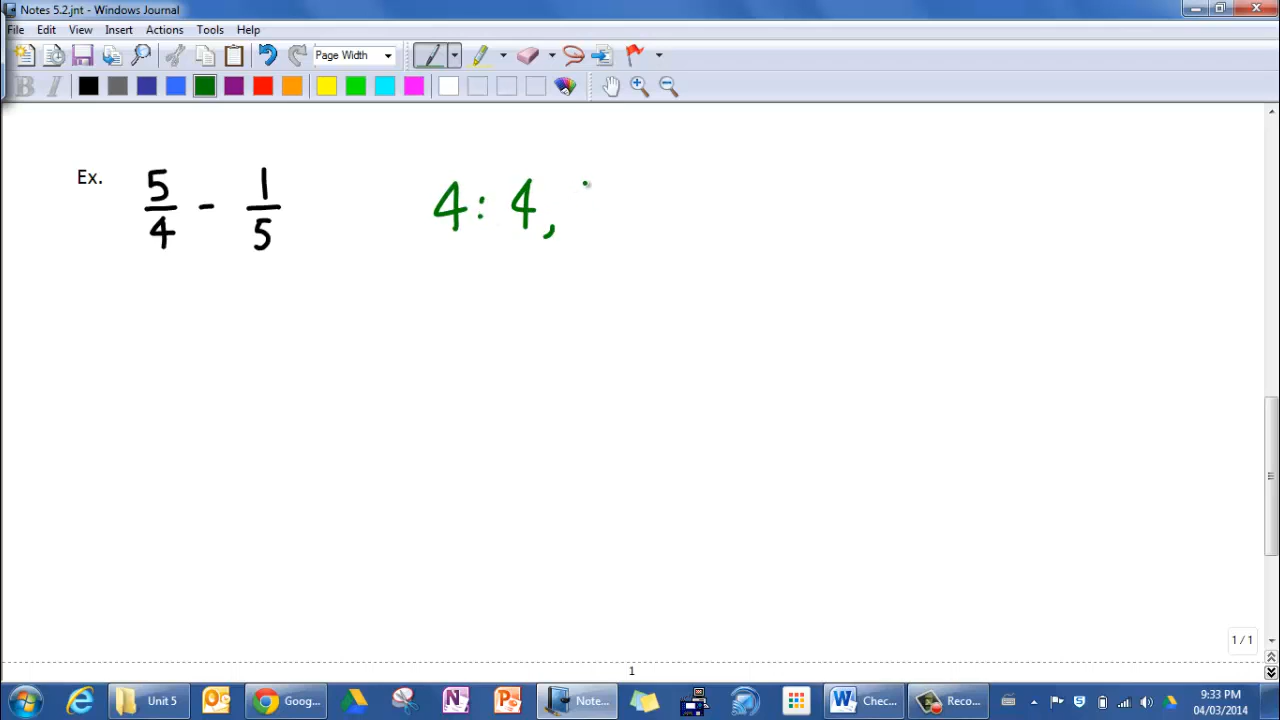 Notes 5.2.jnt - Windows Journal
File Edit View Insert Actions Tools Help
Page Width
B I
Ex. 5/4 - 1/5 4: 4,
1 / 1
1
Unit 5 Goog... Note... Chec... Reco... 9:33 PM
04/03/2014